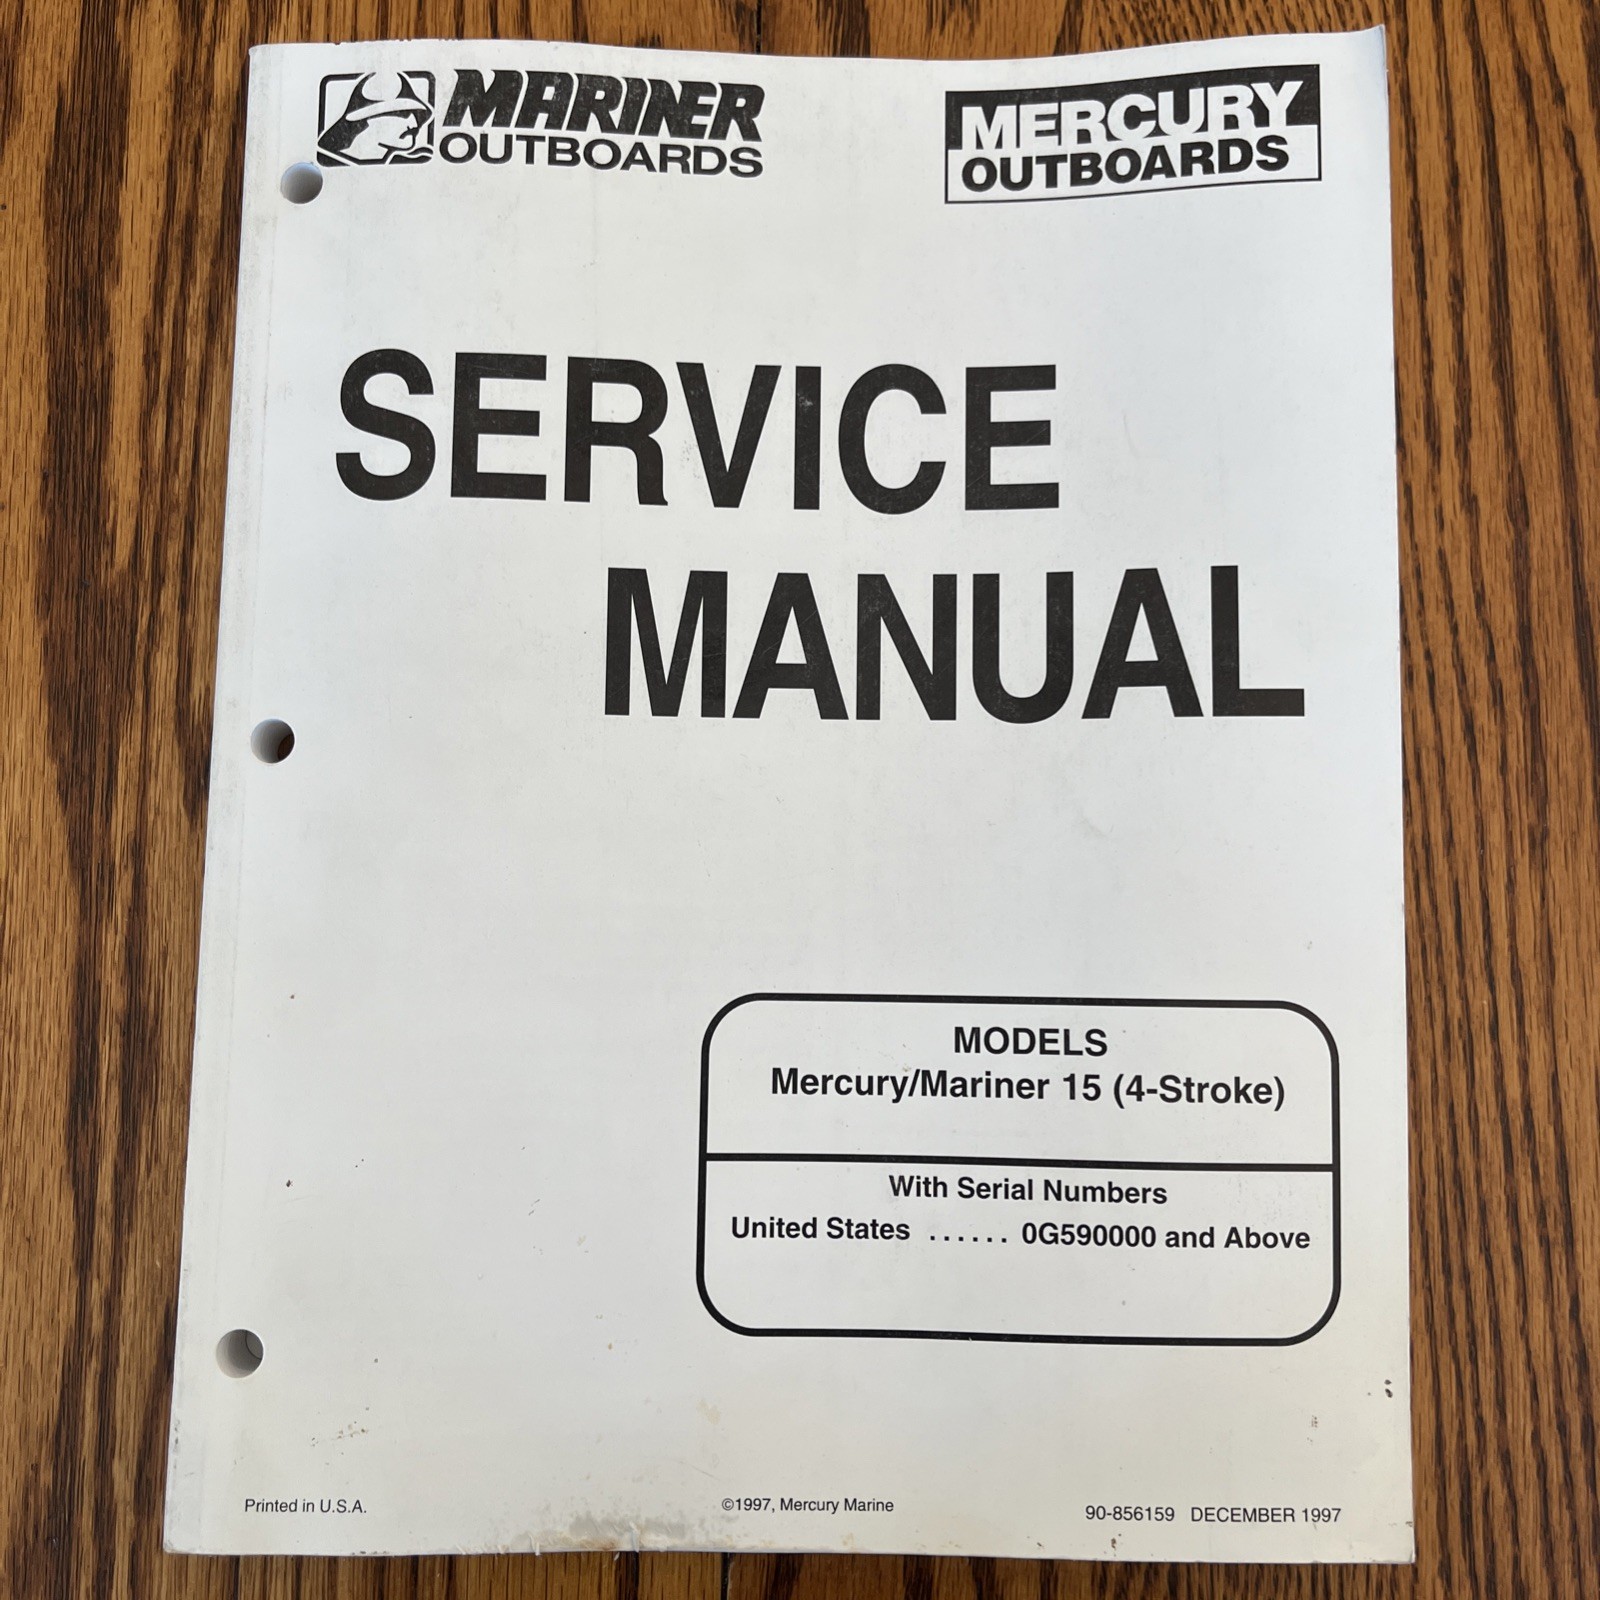 MARINER
OUTBOARDS
MERCURY
OUTBOARDS
SERVICE
MANUAL
MODELS
Mercury/Mariner 15 (4-Stroke)
With Serial Numbers
United States ...... 0G590000 and Above
Printed in U.S.A.
©1997, Mercury Marine
90-856159 DECEMBER 1997